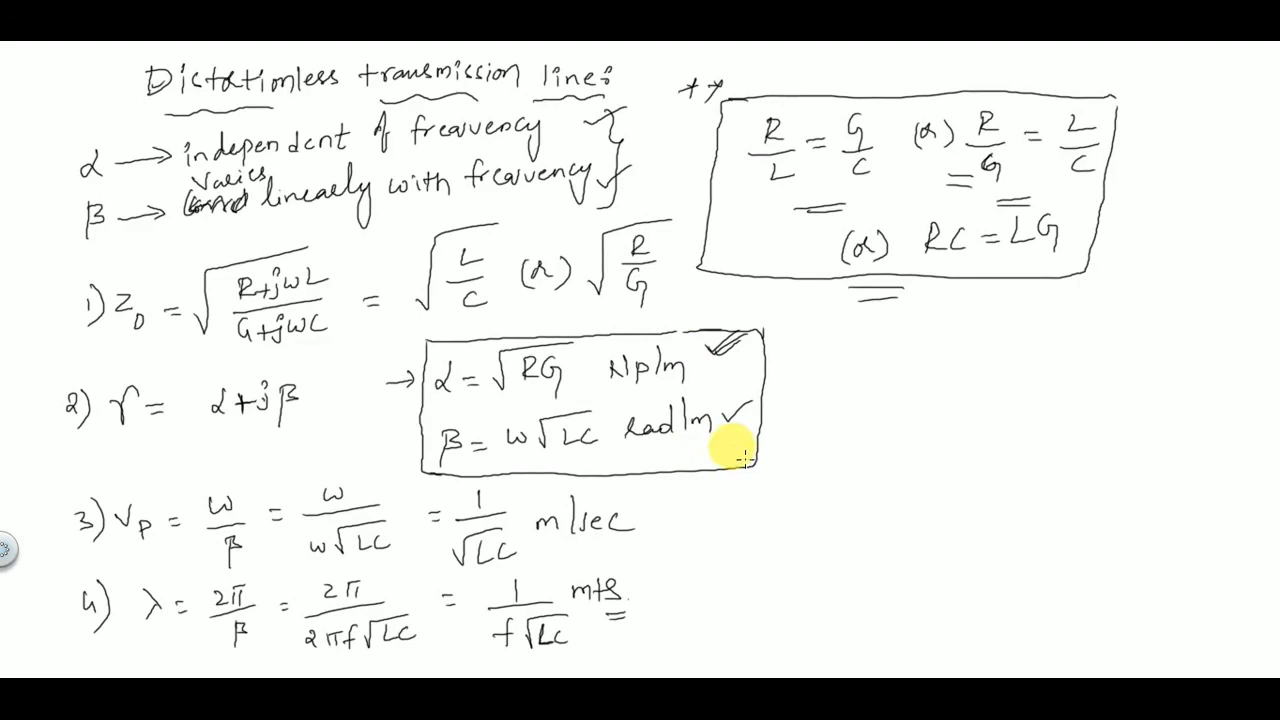 Distationless transmission line:
α → independent of frequency
varies
β → linearly with frequency
** R/L = G/C (or) R/G = L/C
(or) RC = LG
1) Z₀ = √((R+jωL)/(G+jωC)) = √(L/C) (or) √(R/G)
2) γ = α+jβ
→ α = √RG Np/m ✓
β = ω√LC rad/m ✓
3) Vp = ω/β = ω/(ω√LC) = 1/√LC m/sec
4) λ = 2π/β = 2π/(2πf√LC) = 1/(f√LC) mts